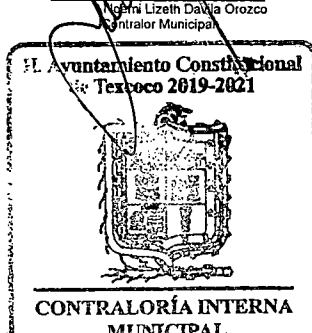 Noemi Lizeth Davila Orozco
Contralor Municipal
H. Ayuntamiento Constitucional
de Texcoco 2019-2021
CONTRALORÍA INTERNA
MUNICIPAL